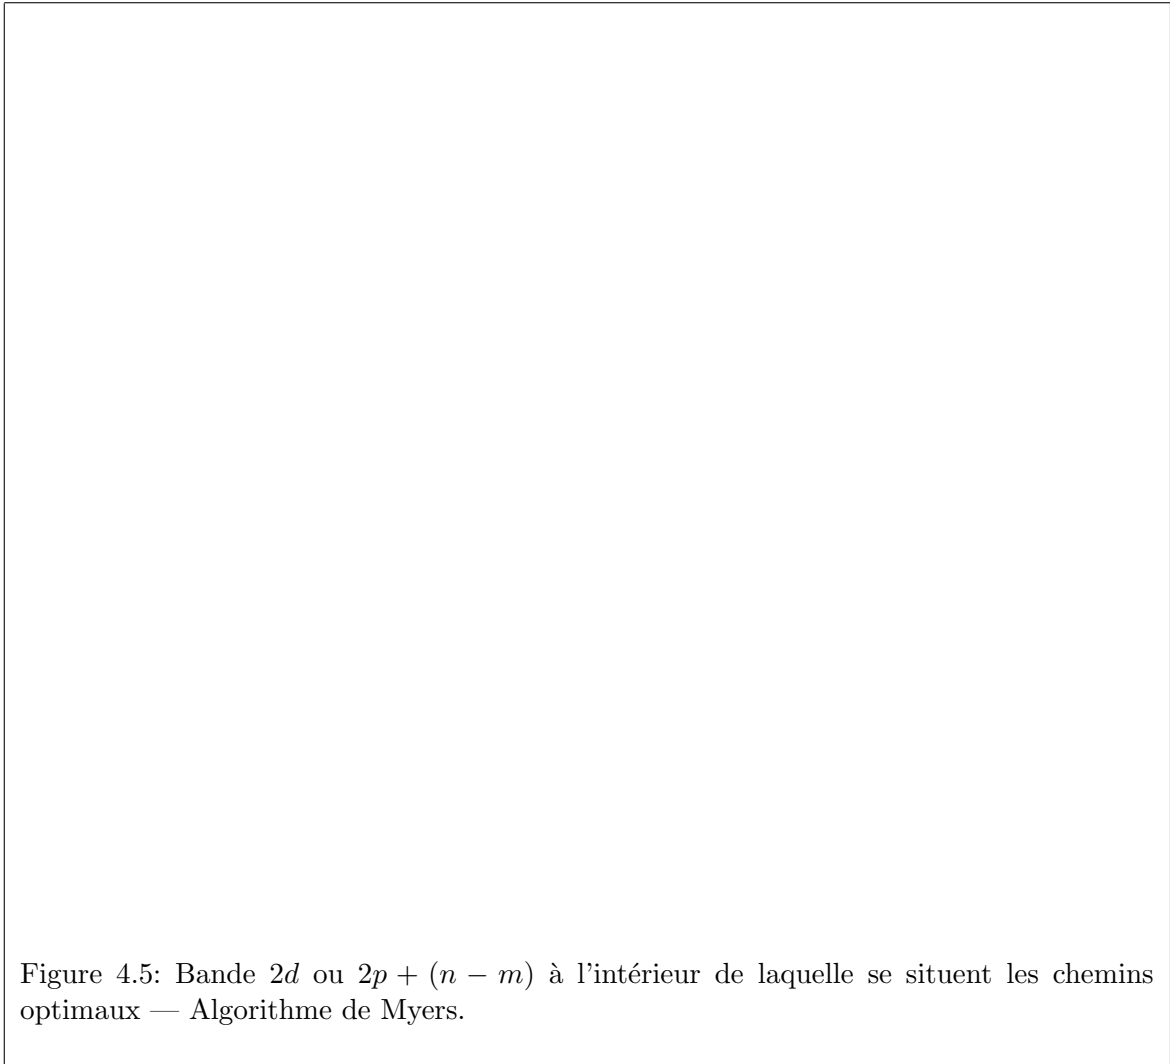 Figure 4.5: Bande 2d ou 2p + (n − m) à l'intérieur de laquelle se situent les chemins
optimaux — Algorithme de Myers.